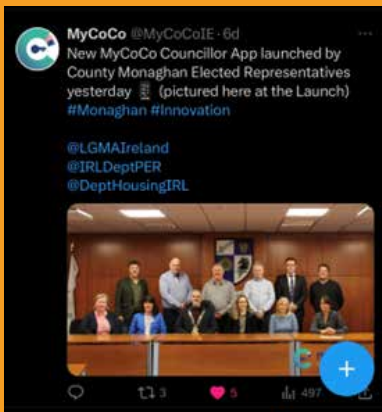 MyCoCo @MyCoCoIE · 6d
New MyCoCo Councillor App launched by
County Monaghan Elected Representatives
yesterday (pictured here at the Launch)
#Monaghan #Innovation
@LGMAIreland
@IRLDeptPER
@DeptHousingIRL
3 5 497